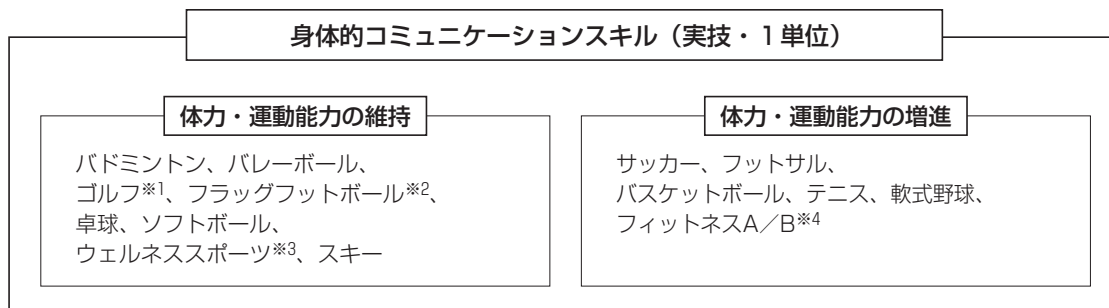 身体的コミュニケーションスキル（実技・１単位）
体力・運動能力の維持
バドミントン、バレーボール、
ゴルフ※1、フラッグフットボール※2、
卓球、ソフトボール、
ウェルネススポーツ※3、スキー
体力・運動能力の増進
サッカー、フットサル、
バスケットボール、テニス、軟式野球、
フィットネスA／B※4